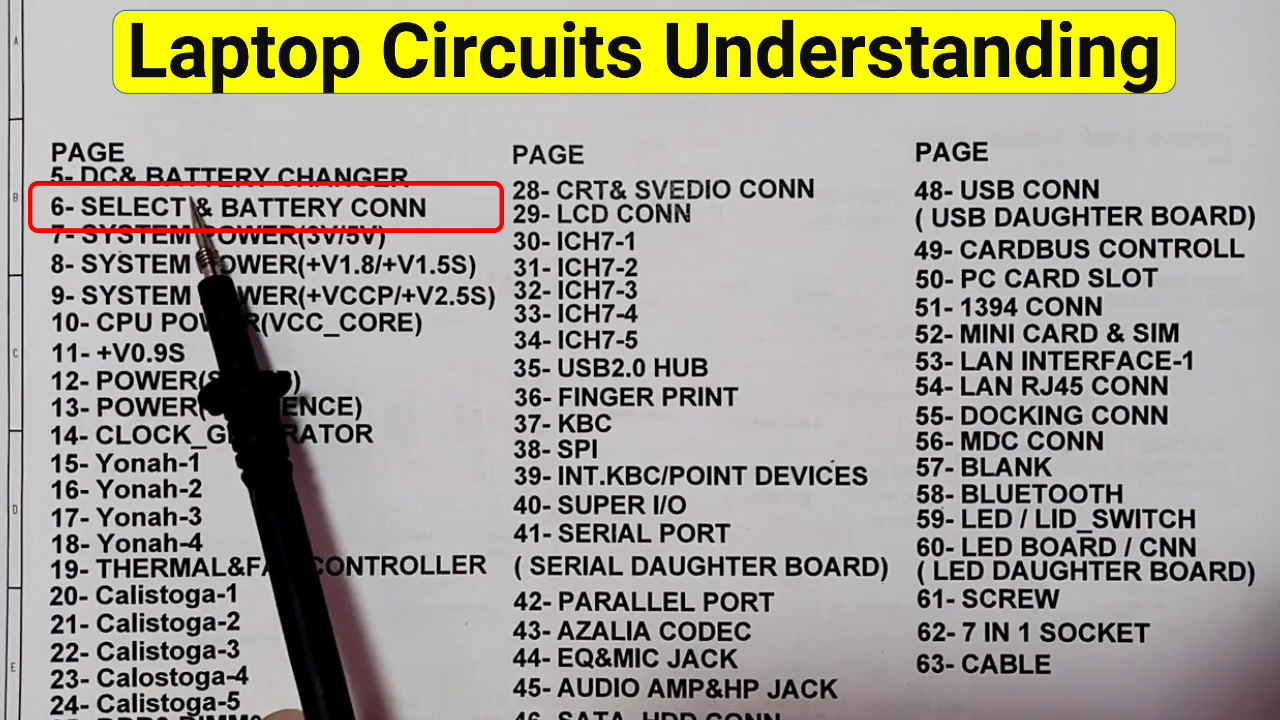 Laptop Circuits Understanding
A
B
C
D
E
PAGE
5- DC& BATTERY CHANGER
6- SELECT & BATTERY CONN
7- SYSTEM POWER(3V/5V)
8- SYSTEM POWER(+V1.8/+V1.5S)
9- SYSTEM POWER(+VCCP/+V2.5S)
10- CPU POWER(VCC_CORE)
11- +V0.9S
12- POWER(S )
13- POWER( ENCE)
14- CLOCK_GENERATOR
15- Yonah-1
16- Yonah-2
17- Yonah-3
18- Yonah-4
19- THERMAL&FAN CONTROLLER
20- Calistoga-1
21- Calistoga-2
22- Calistoga-3
23- Calostoga-4
24- Calistoga-5
PAGE
28- CRT& SVEDIO CONN
29- LCD CONN
30- ICH7-1
31- ICH7-2
32- ICH7-3
33- ICH7-4
34- ICH7-5
35- USB2.0 HUB
36- FINGER PRINT
37- KBC
38- SPI
39- INT.KBC/POINT DEVICES
40- SUPER I/O
41- SERIAL PORT
( SERIAL DAUGHTER BOARD)
42- PARALLEL PORT
43- AZALIA CODEC
44- EQ&MIC JACK
45- AUDIO AMP&HP JACK
46- SATA HDD CONN
PAGE
48- USB CONN
( USB DAUGHTER BOARD)
49- CARDBUS CONTROLL
50- PC CARD SLOT
51- 1394 CONN
52- MINI CARD & SIM
53- LAN INTERFACE-1
54- LAN RJ45 CONN
55- DOCKING CONN
56- MDC CONN
57- BLANK
58- BLUETOOTH
59- LED / LID_SWITCH
60- LED BOARD / CNN
( LED DAUGHTER BOARD)
61- SCREW
62- 7 IN 1 SOCKET
63- CABLE